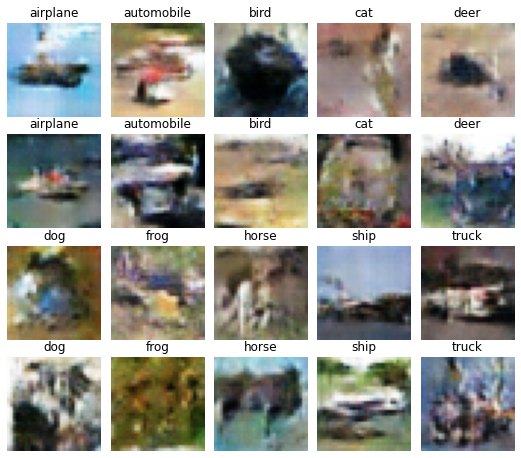 airplane automobile bird cat deer
airplane automobile bird cat deer
dog frog horse ship truck
dog frog horse ship truck